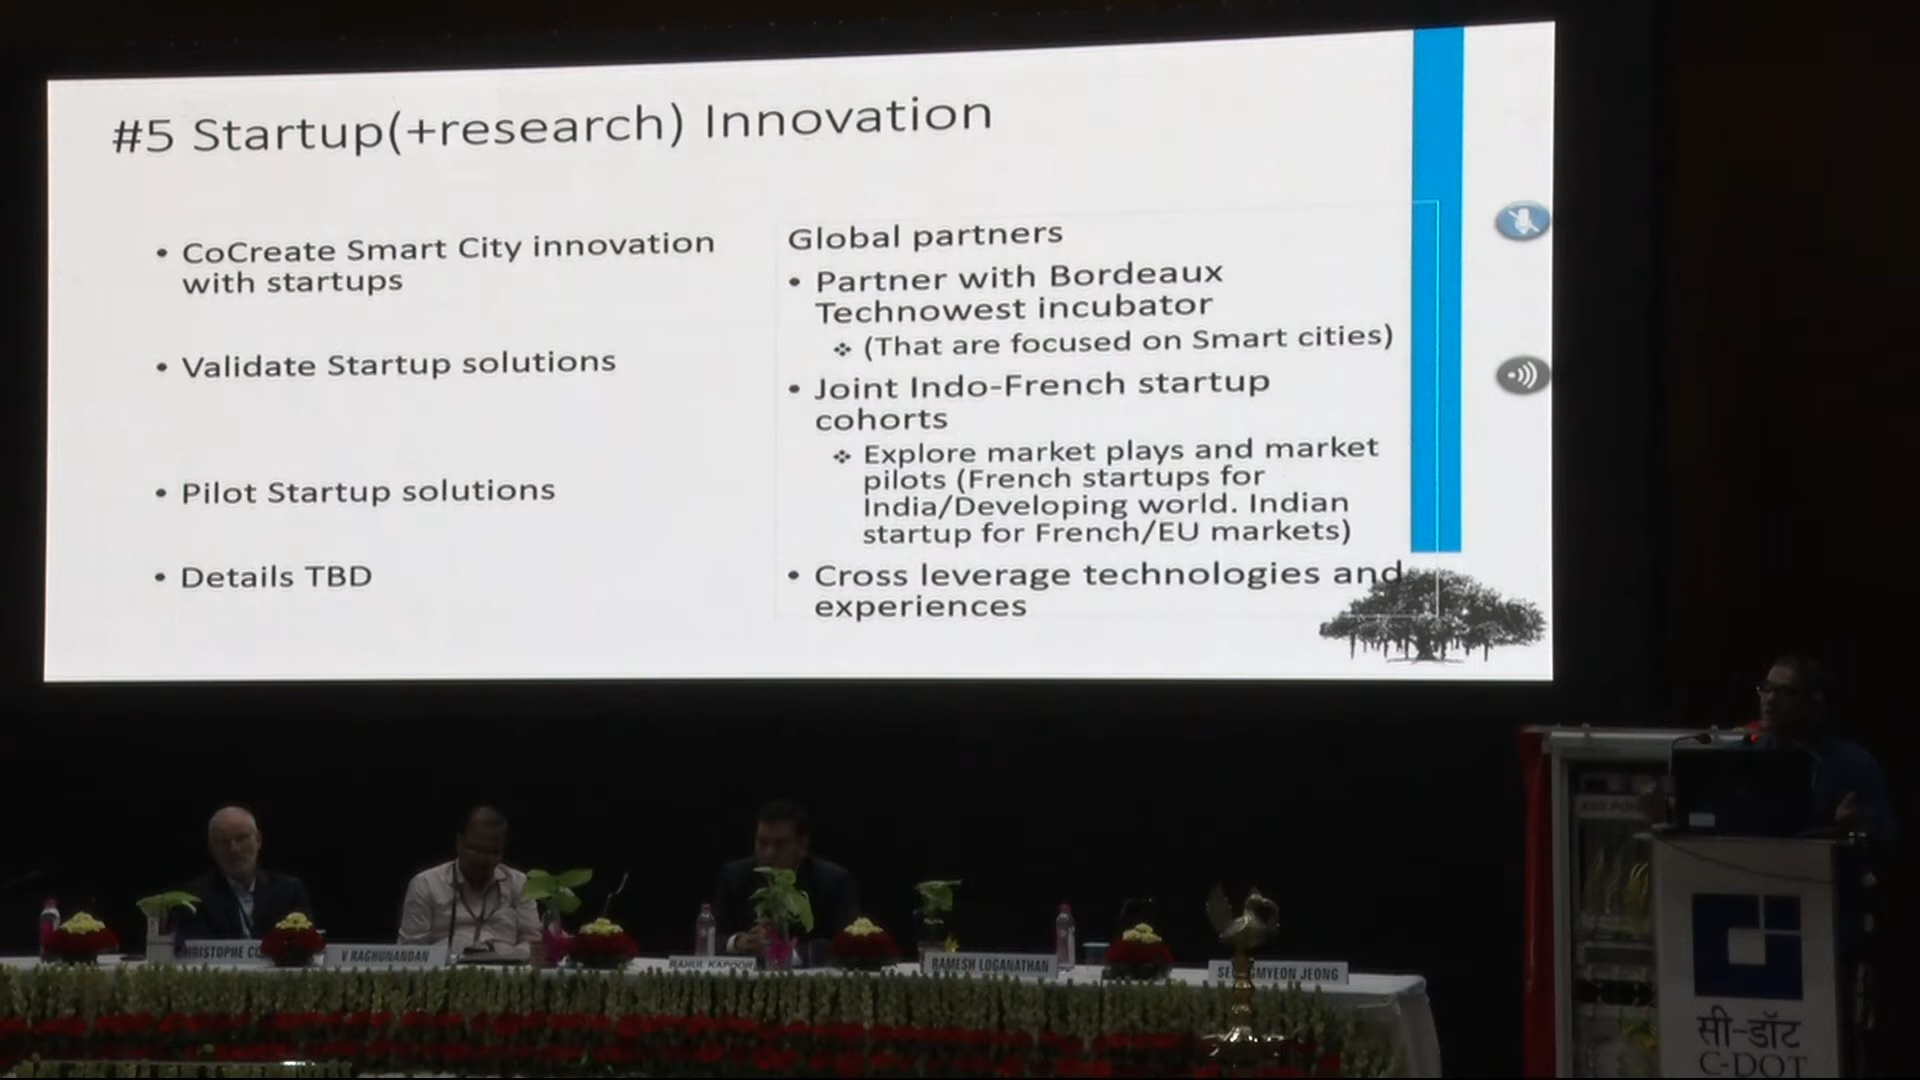 #5 Startup(+research) Innovation
• CoCreate Smart City innovation
with startups
• Validate Startup solutions
• Pilot Startup solutions
• Details TBD
Global partners
• Partner with Bordeaux
Technowest incubator
❖ (That are focused on Smart cities)
• Joint Indo-French startup
cohorts
❖ Explore market plays and market
pilots (French startups for
India/Developing world. Indian
startup for French/EU markets)
• Cross leverage technologies and
experiences
V RAGHUNANDAN
RAHUL KAPOOR
RAMESH LOGANATHAN
JEONG
सी-डॉट
C-DOT